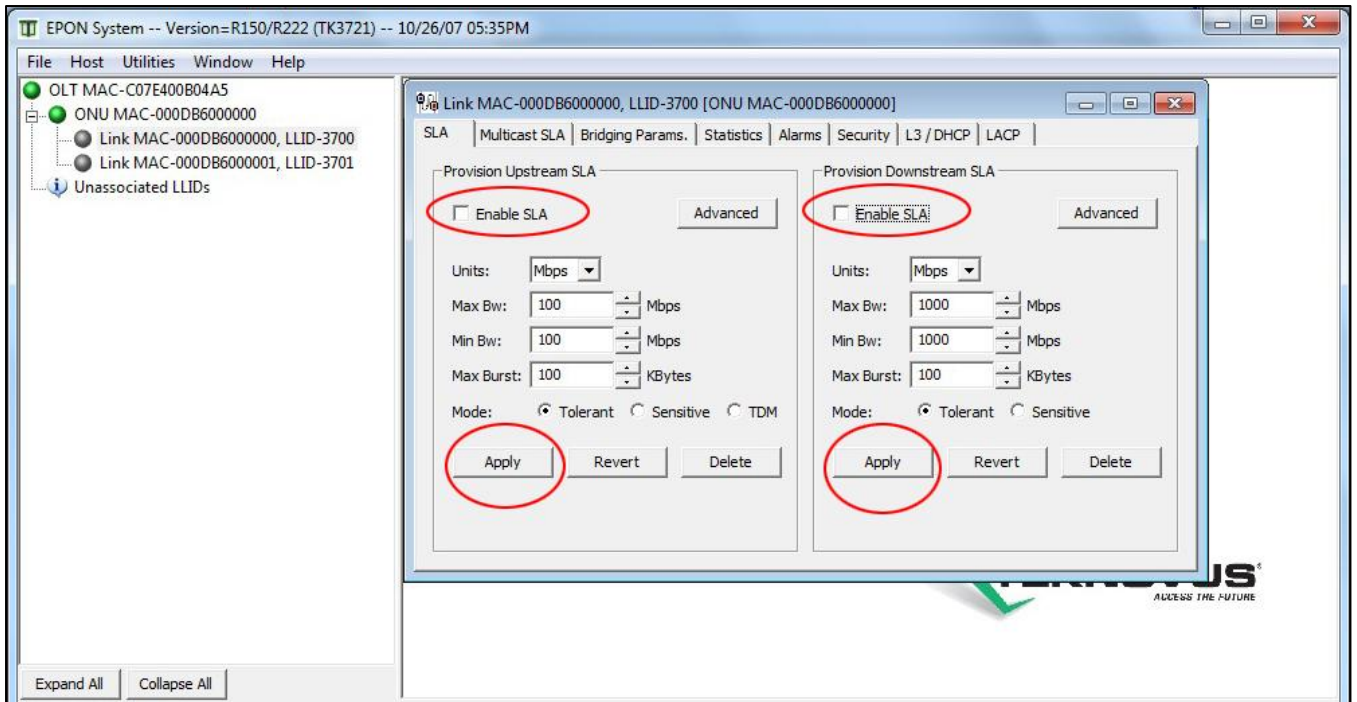 EPON System -- Version=R150/R222 (TK3721) -- 10/26/07 05:35PM
File Host Utilities Window Help
OLT MAC-C07E400B04A5
ONU MAC-000DB6000000
Link MAC-000DB6000000, LLID-3700
Link MAC-000DB6000001, LLID-3701
Unassociated LLIDs
Expand All Collapse All
Link MAC-000DB6000000, LLID-3700 [ONU MAC-000DB6000000]
SLA Multicast SLA Bridging Params. Statistics Alarms Security L3 / DHCP LACP
Provision Upstream SLA
Enable SLA Advanced
Units: Mbps
Max Bw: 100 Mbps
Min Bw: 100 Mbps
Max Burst: 100 KBytes
Mode: Tolerant Sensitive TDM
Apply Revert Delete
Provision Downstream SLA
Enable SLA Advanced
Units: Mbps
Max Bw: 1000 Mbps
Min Bw: 1000 Mbps
Max Burst: 100 KBytes
Mode: Tolerant Sensitive
Apply Revert Delete
ACCESS THE FUTURE